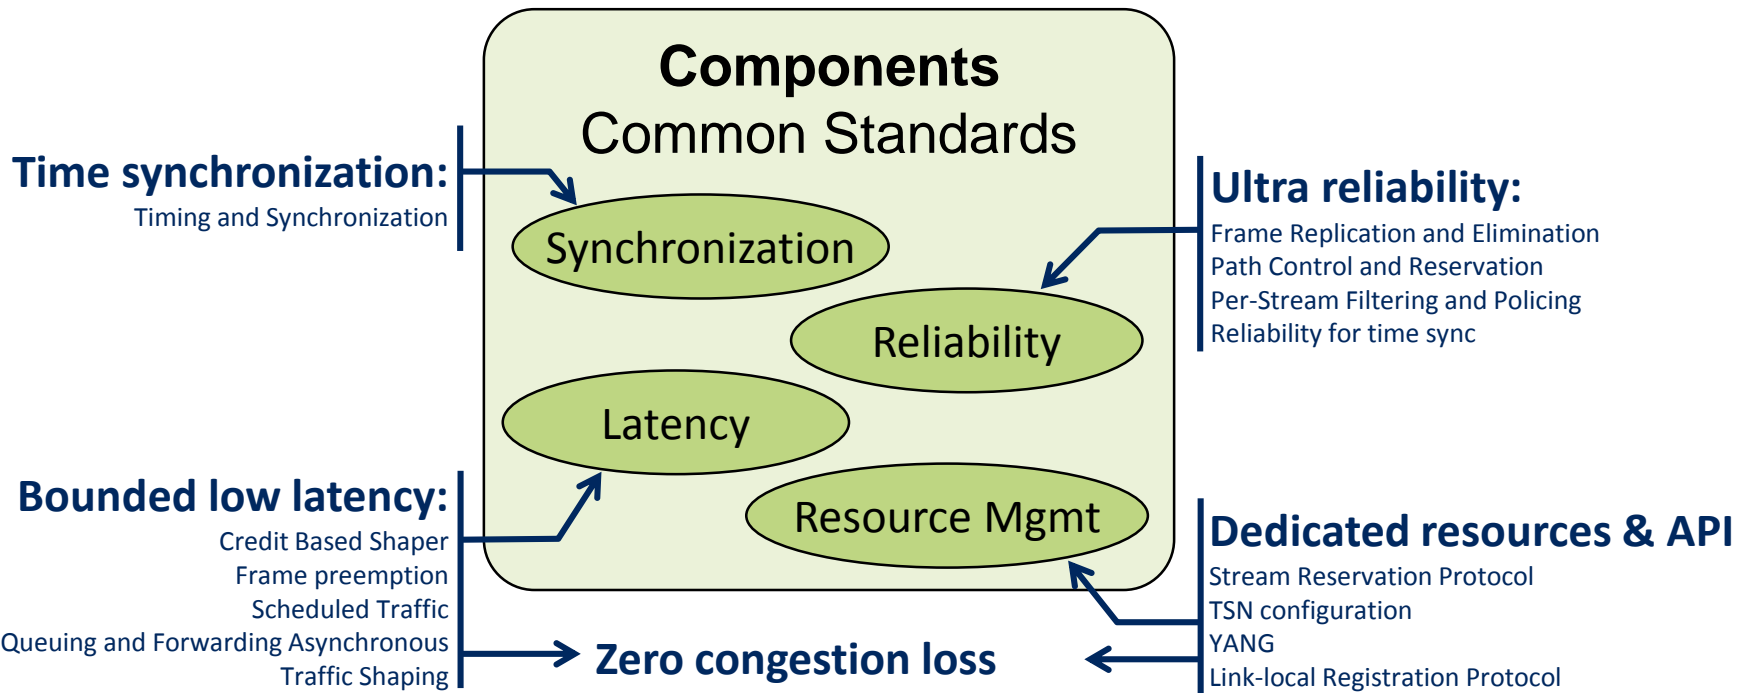 Components
Common Standards
Time synchronization:
Timing and Synchronization
Synchronization
Ultra reliability:
Frame Replication and Elimination
Path Control and Reservation
Per-Stream Filtering and Policing
Reliability for time sync
Reliability
Latency
Bounded low latency:
Credit Based Shaper
Frame preemption
Scheduled Traffic
Queuing and Forwarding Asynchronous
Traffic Shaping
Resource Mgmt
Dedicated resources & API
Stream Reservation Protocol
TSN configuration
YANG
Link-local Registration Protocol
Zero congestion loss